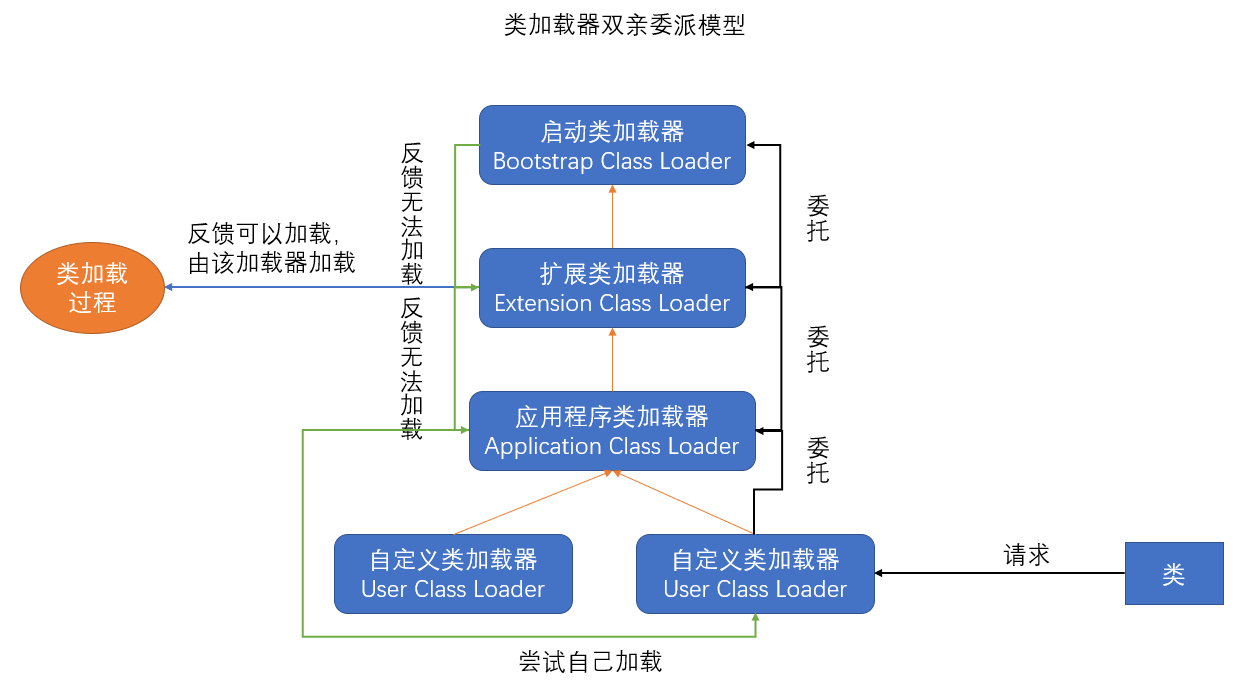 类加载器双亲委派模型
启动类加载器
Bootstrap Class Loader
反馈无法加载
委托
反馈可以加载，
由该加载器加载
类加载
过程
扩展类加载器
Extension Class Loader
反馈无法加载
委托
应用程序类加载器
Application Class Loader
委托
自定义类加载器
User Class Loader
自定义类加载器
User Class Loader
请求
类
尝试自己加载